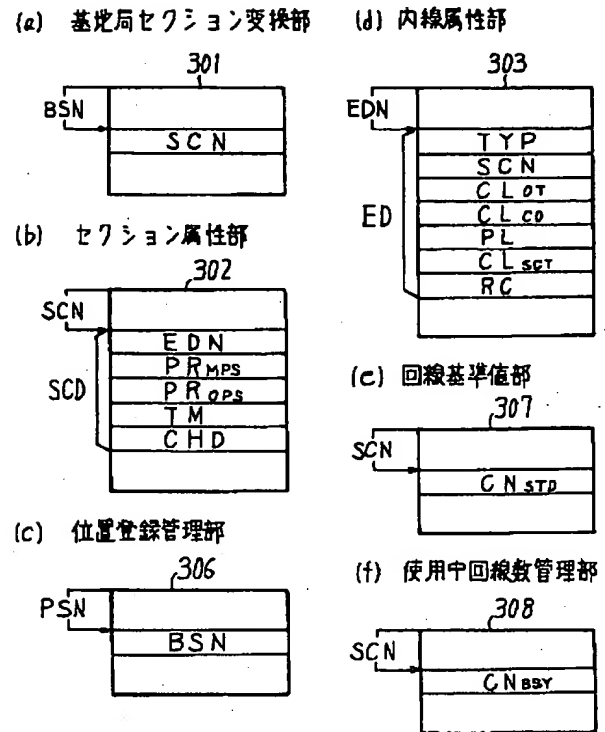 (a) 基地局セクション変換部
301
BSN
SCN
(b) セクション属性部
302
SCN
EDN
PRMPS
PROPS
TM
CHD
SCD
(c) 位置登録管理部
306
PSN
BSN
(d) 内線属性部
303
EDN
TYP
SCN
CLOT
CLCO
PL
CLSCT
RC
ED
(e) 回線基準値部
307
SCN
CNSTD
(f) 使用中回線数管理部
308
SCN
CNBSY